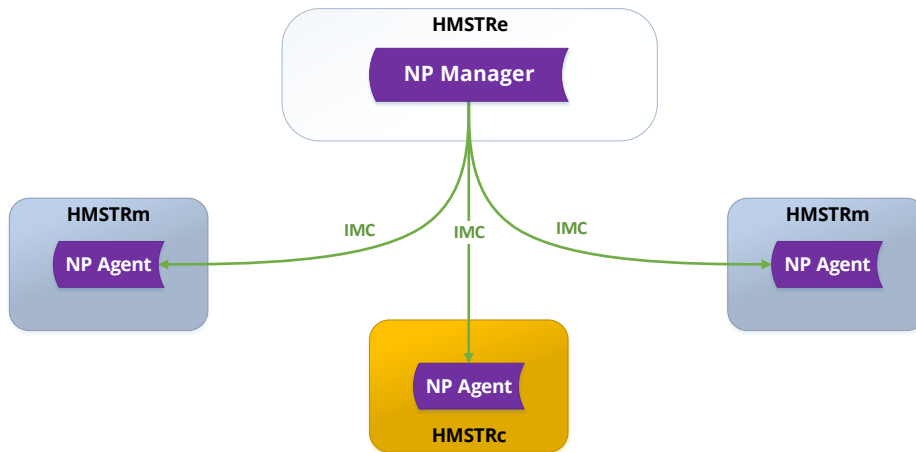 HMSTRe
NP Manager
HMSTRm
NP Agent
IMC
IMC
IMC
HMSTRm
NP Agent
NP Agent
HMSTRc